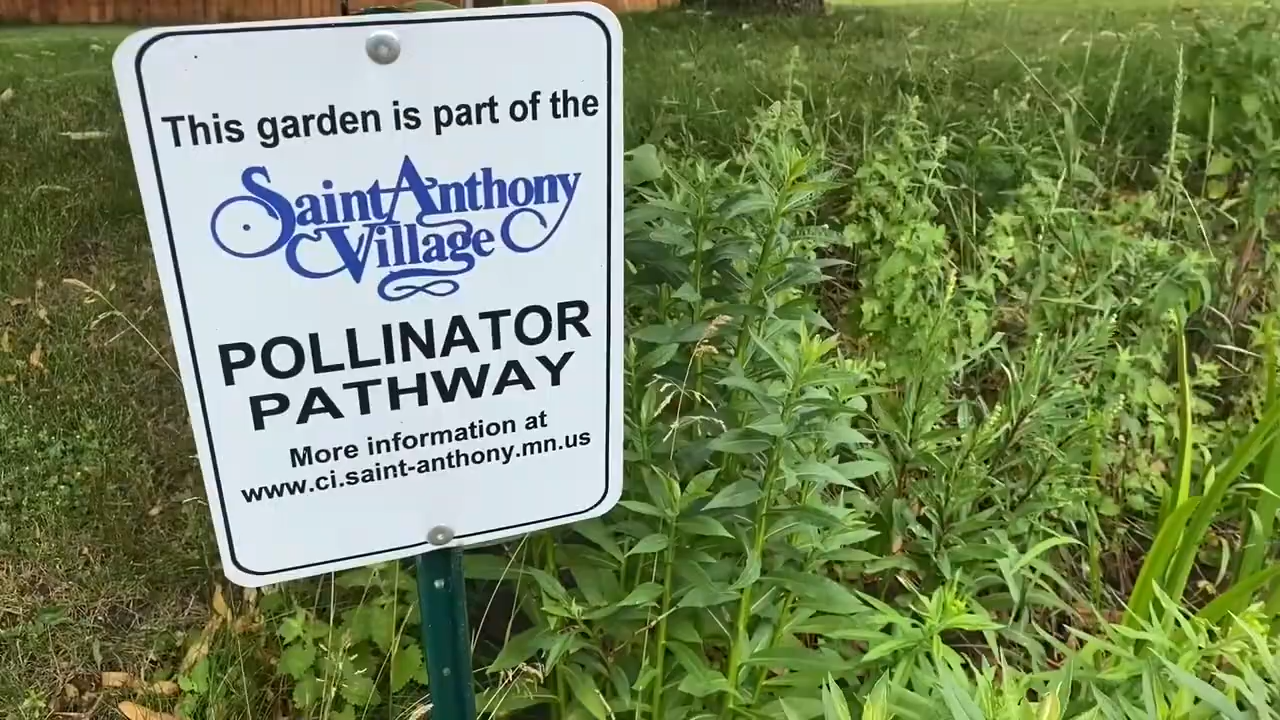 This garden is part of the
Saint Anthony
Village
POLLINATOR
PATHWAY
More information at
www.ci.saint-anthony.mn.us